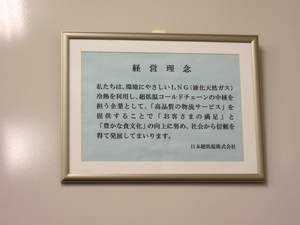 経営理念
私たちは、環境にやさしいLNG(液化天然ガス)
冷熱を利用し、超低温コールドチェーンの中核を
担う企業として、「高品質の物流サービス」を
提供することで「お客さまの満足」と
「豊かな食文化」の向上に努め、社会から信頼を
得て発展してまいります。
日本超低温株式会社